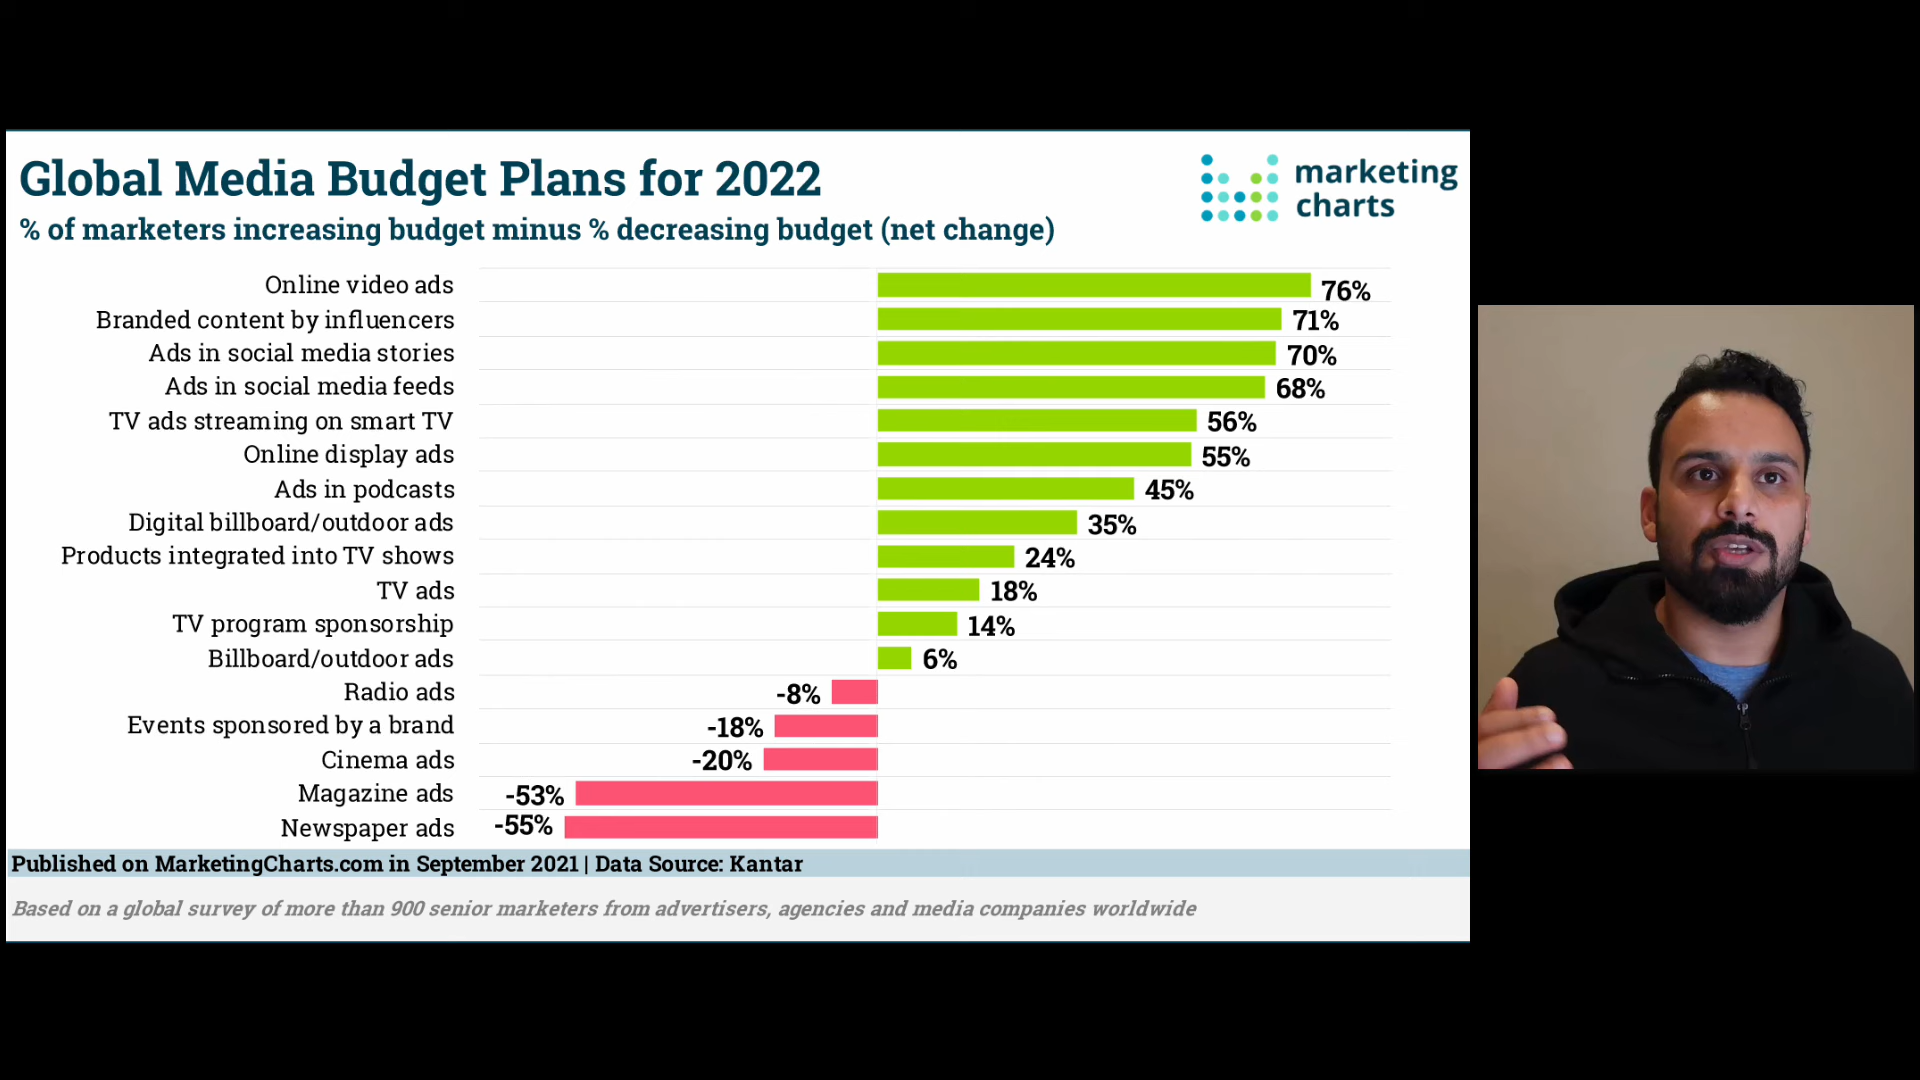 Global Media Budget Plans for 2022
% of marketers increasing budget minus % decreasing budget (net change)
marketing
charts
Online video ads 76%
Branded content by influencers 71%
Ads in social media stories 70%
Ads in social media feeds 68%
TV ads streaming on smart TV 56%
Online display ads 55%
Ads in podcasts 45%
Digital billboard/outdoor ads 35%
Products integrated into TV shows 24%
TV ads 18%
TV program sponsorship 14%
Billboard/outdoor ads 6%
Radio ads -8%
Events sponsored by a brand -18%
Cinema ads -20%
Magazine ads -53%
Newspaper ads -55%
Published on MarketingCharts.com in September 2021 | Data Source: Kantar
Based on a global survey of more than 900 senior marketers from advertisers, agencies and media companies worldwide